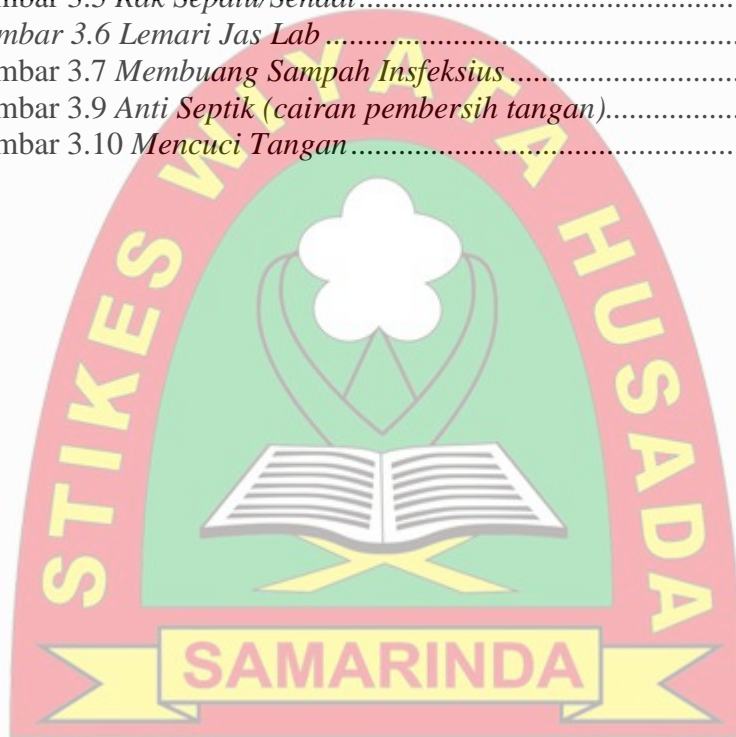 mbar 3.5 Rak Sepatu/Sendal
mbar 3.6 Lemari Jas Lab
mbar 3.7 Membuang Sampah Insfeksius
mbar 3.9 Anti Septik (cairan pembersih tangan)
mbar 3.10 Mencuci Tangan
STIKES WIYATA HUSADA
SAMARINDA